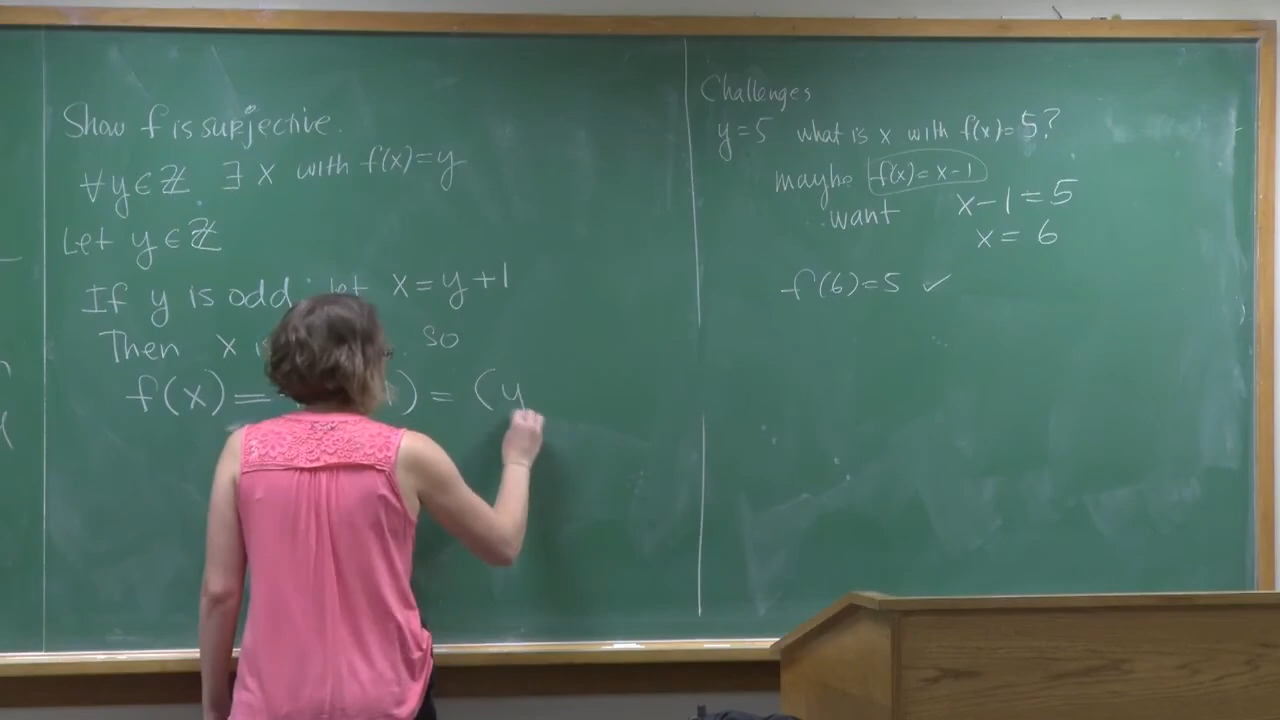 Show f is surjective.
∀y∈ℤ ∃ x with f(x)=y
Let y∈ℤ
If y is odd, let x=y+1
Then x so
f(x)= ) = (y
Challenges
y=5 what is x with f(x)=5?
maybe f(x)=x-1
want x-1=5
x=6
f(6)=5 ✓